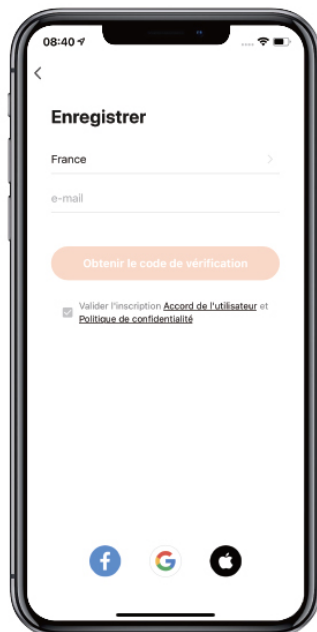 08:40
Enregistrer
France
e-mail
Obtenir le code de vérification
Valider l'inscription Accord de l'utilisateur et
Politique de confidentialité